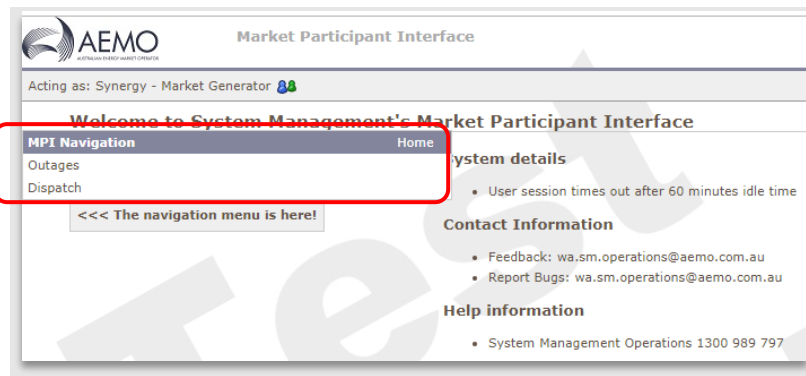 AEMO
AUSTRALIAN ENERGY MARKET OPERATOR
Market Participant Interface
Acting as: Synergy - Market Generator
Welcome to System Management's Market Participant Interface
MPI Navigation Home
Outages
Dispatch
<<< The navigation menu is here!
System details
User session times out after 60 minutes idle time
Contact Information
Feedback: wa.sm.operations@aemo.com.au
Report Bugs: wa.sm.operations@aemo.com.au
Help information
System Management Operations 1300 989 797
Test